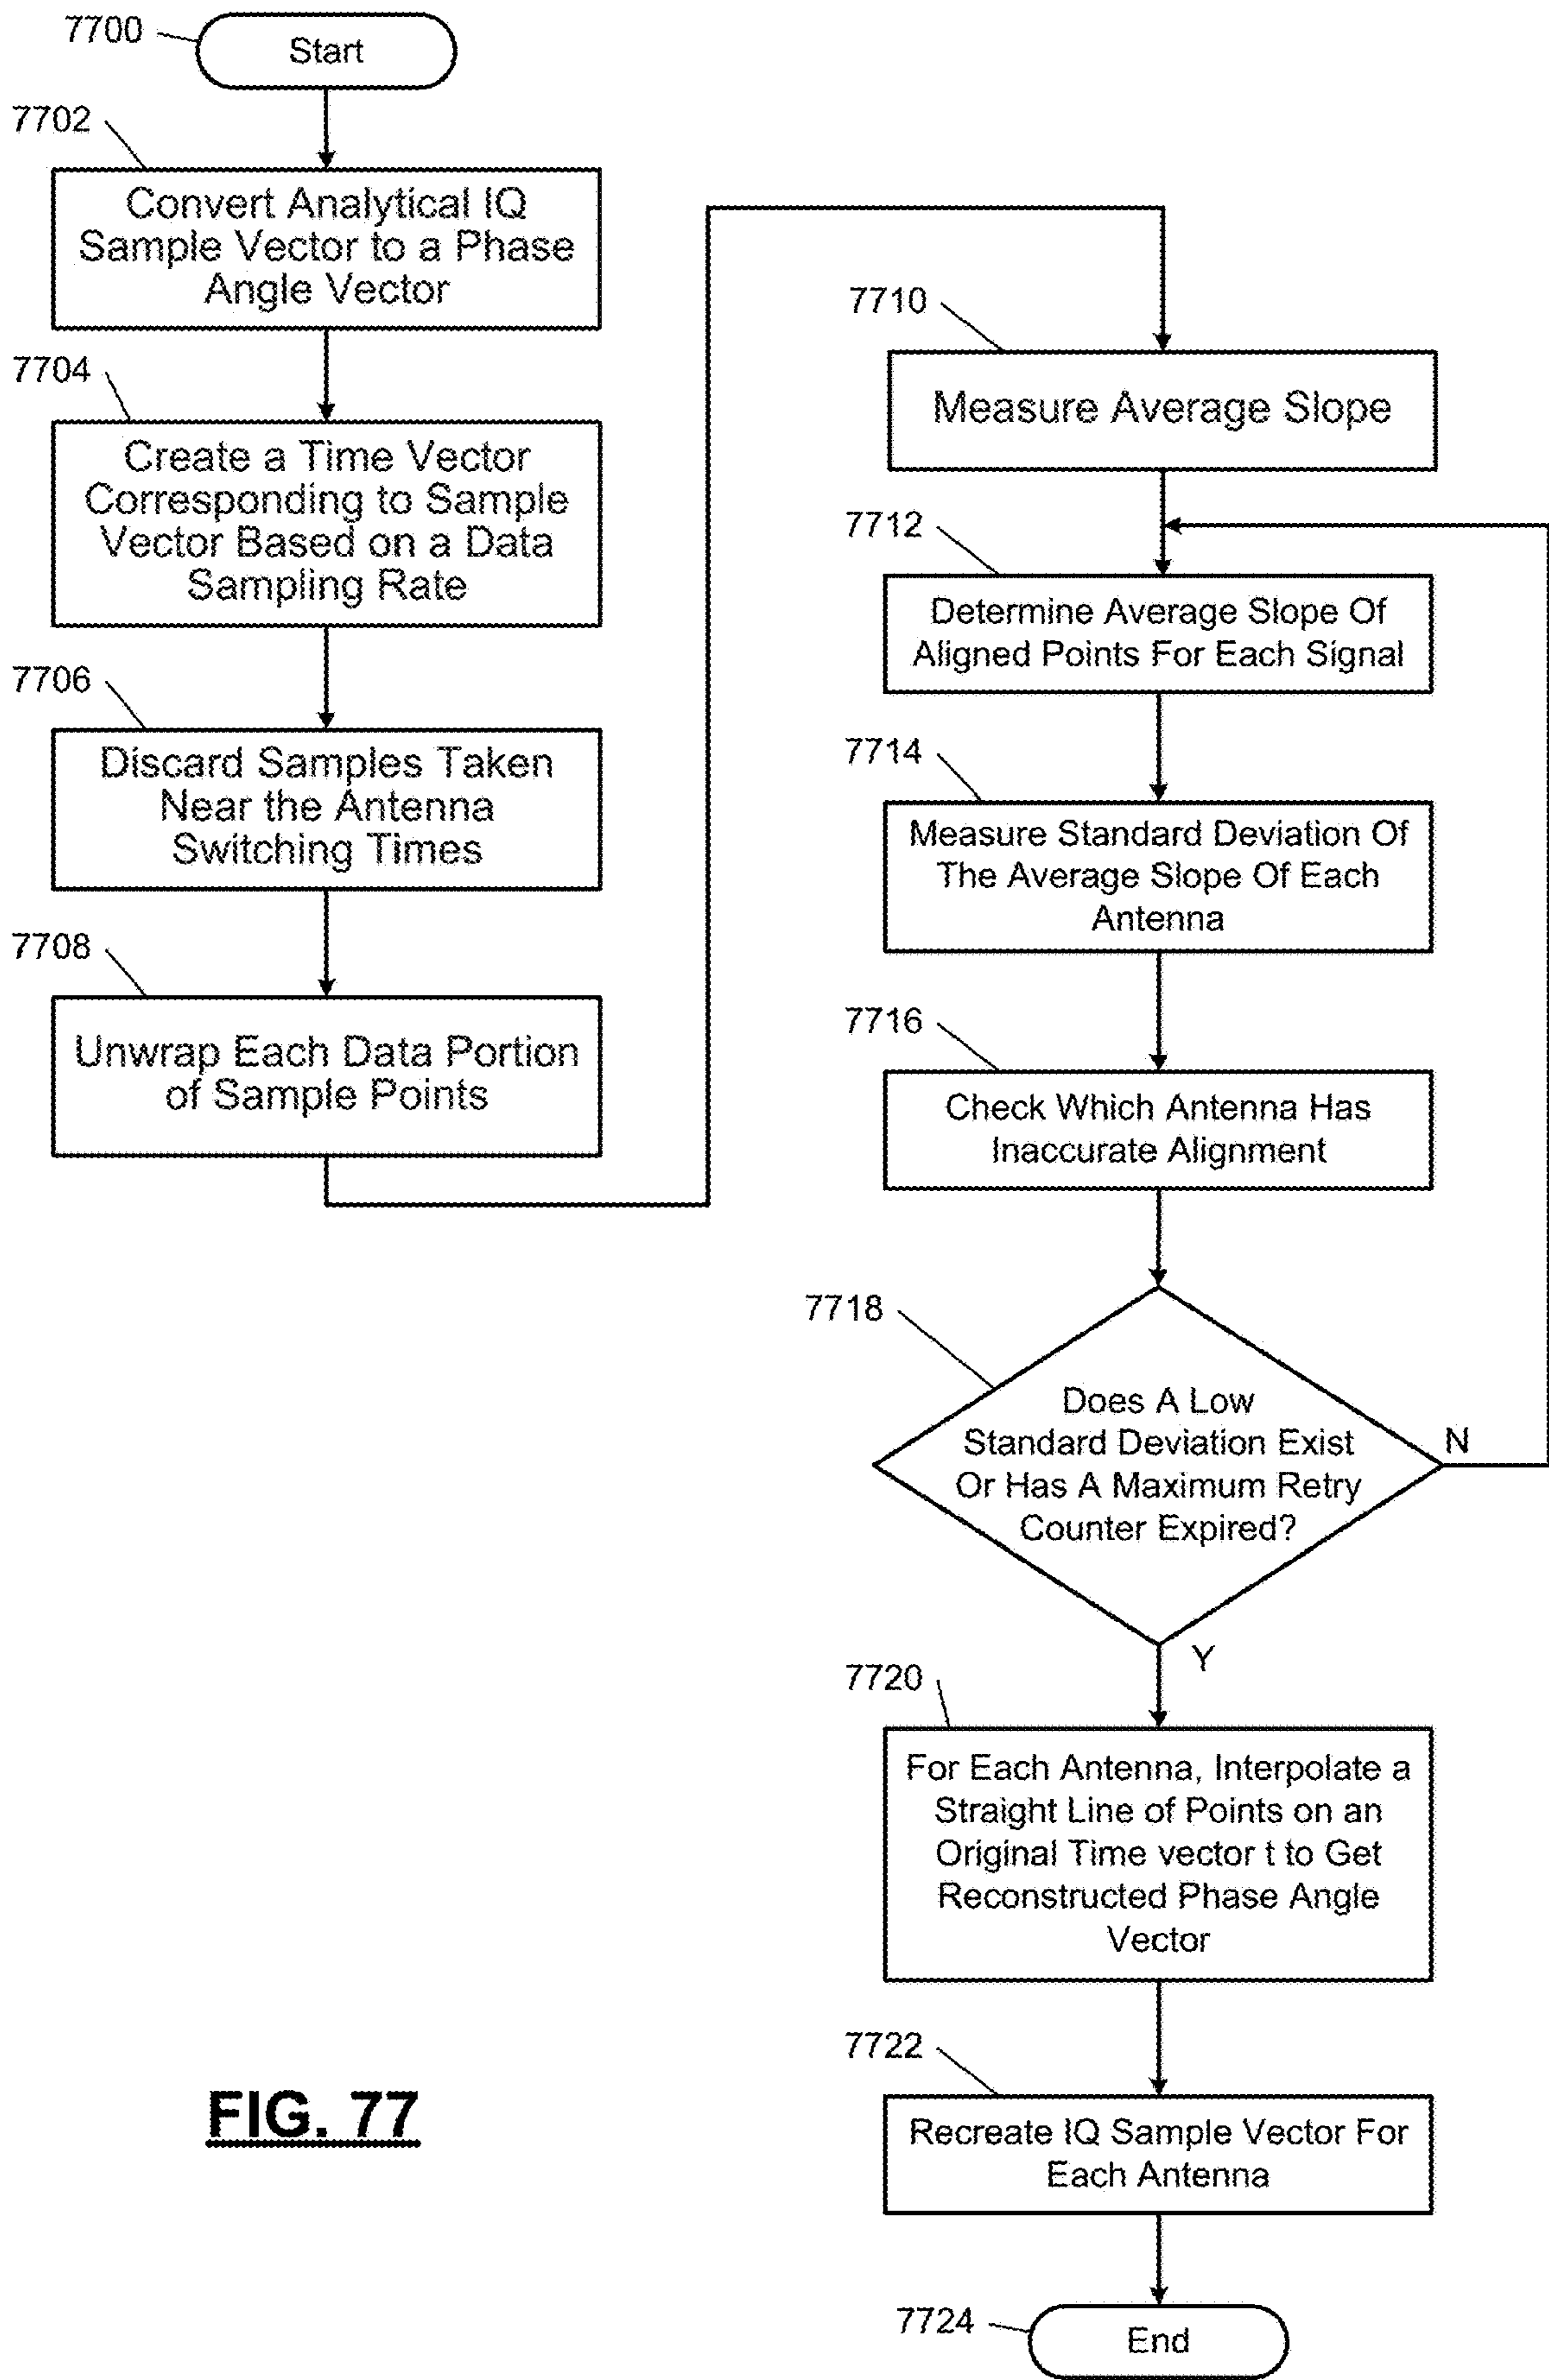 7700
Start
7702
Convert Analytical IQ
Sample Vector to a Phase
Angle Vector
7704
Create a Time Vector
Corresponding to Sample
Vector Based on a Data
Sampling Rate
7706
Discard Samples Taken
Near the Antenna
Switching Times
7708
Unwrap Each Data Portion
of Sample Points
7710
Measure Average Slope
7712
Determine Average Slope Of
Aligned Points For Each Signal
7714
Measure Standard Deviation Of
The Average Slope Of Each
Antenna
7716
Check Which Antenna Has
Inaccurate Alignment
7718
Does A Low
Standard Deviation Exist
Or Has A Maximum Retry
Counter Expired?
N
Y
7720
For Each Antenna, Interpolate a
Straight Line of Points on an
Original Time vector t to Get
Reconstructed Phase Angle
Vector
7722
Recreate IQ Sample Vector For
Each Antenna
7724
End
FIG. 77